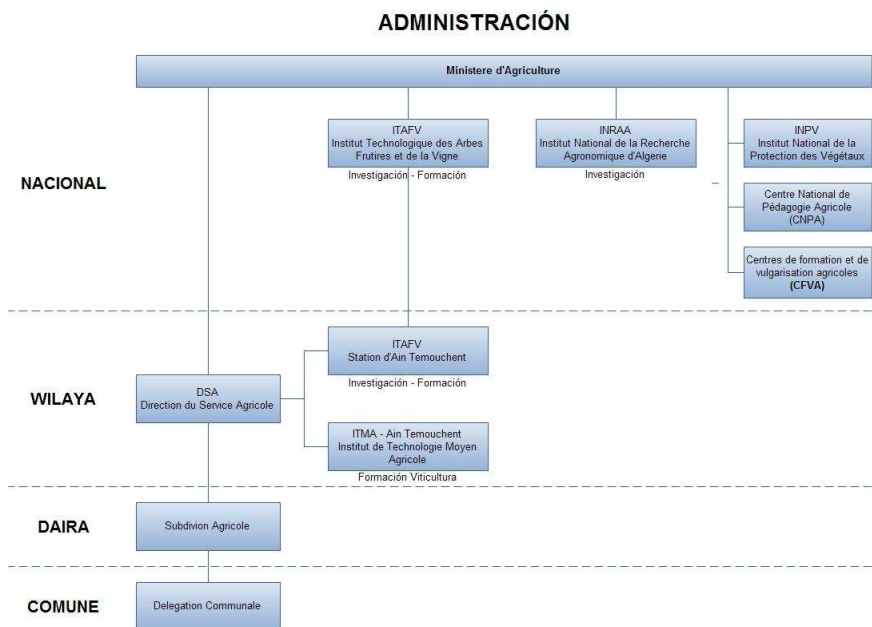 ADMINISTRACIÓN
Ministere d'Agriculture
NACIONAL
ITAFV
Institut Technologique des Arbes
Frutires et de la Vigne
Investigación - Formación
INRAA
Institut National de la Recherche
Agronomique d'Algerie
Investigación
INPV
Institut National de la
Protection des Végétaux
Centre National de
Pédagogie Agricole
(CNPA)
Centres de formation et de
vulgarisation agricoles
(CFVA)
WILAYA
DSA
Direction du Service Agricole
ITAFV
Station d'Ain Temouchent
Investigación - Formación
ITMA - Ain Temouchent
Institut de Technologie Moyen
Agricole
Formación Viticultura
DAIRA
Subdivion Agricole
COMUNE
Delegation Communale